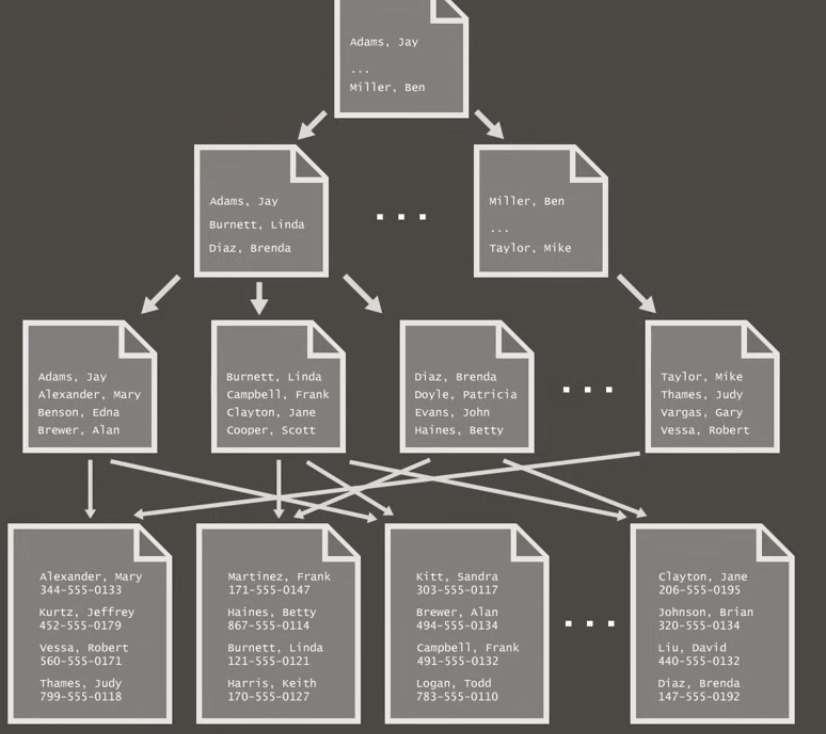 Adams, Jay
...
Miller, Ben
Adams, Jay
Burnett, Linda
Diaz, Brenda
...
Miller, Ben
...
Taylor, Mike
Adams, Jay
Alexander, Mary
Benson, Edna
Brewer, Alan
Burnett, Linda
Campbell, Frank
Clayton, Jane
Cooper, Scott
Diaz, Brenda
Doyle, Patricia
Evans, John
Haines, Betty
...
Taylor, Mike
Thames, Judy
Vargas, Gary
Vessa, Robert
Alexander, Mary
344-555-0133
Kurtz, Jeffrey
452-555-0179
Vessa, Robert
560-555-0171
Thames, Judy
799-555-0118
Martinez, Frank
171-555-0147
Haines, Betty
867-555-0114
Burnett, Linda
121-555-0121
Harris, Keith
170-555-0127
Kitt, Sandra
303-555-0117
Brewer, Alan
494-555-0134
Campbell, Frank
491-555-0132
Logan, Todd
783-555-0110
...
Clayton, Jane
206-555-0195
Johnson, Brian
320-555-0134
Liu, David
440-555-0132
Diaz, Brenda
147-555-0192